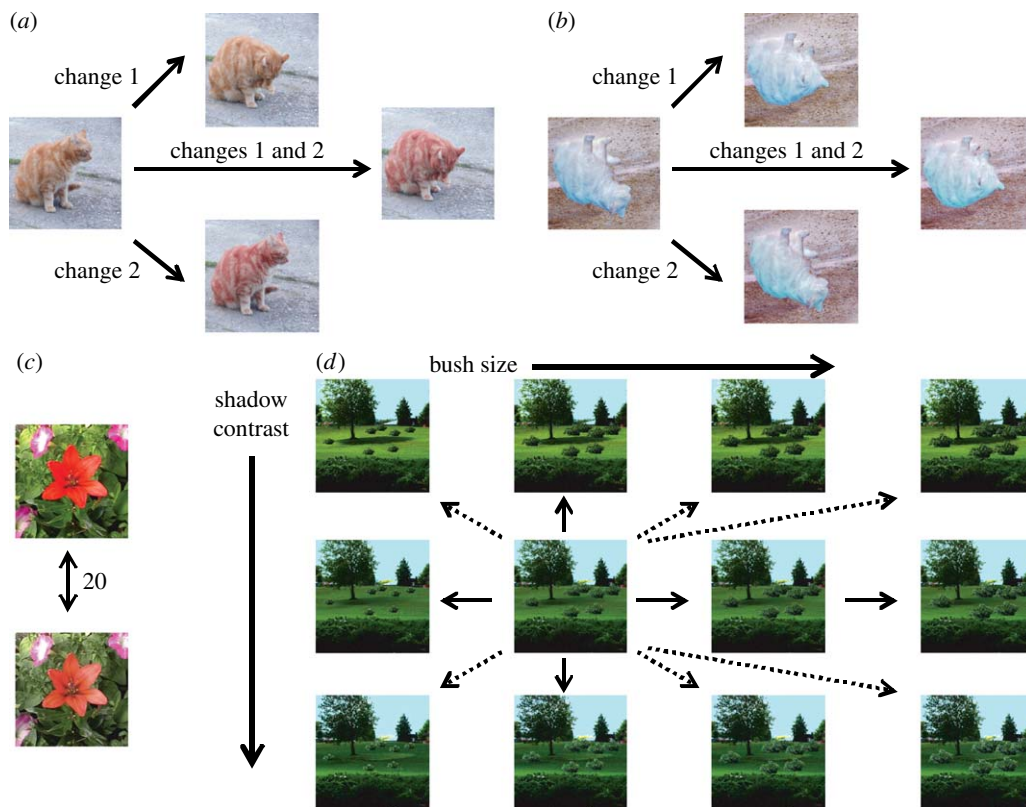 (a)
change 1
changes 1 and 2
change 2
(b)
change 1
changes 1 and 2
change 2
(c)
20
(d)
bush size
shadow
contrast